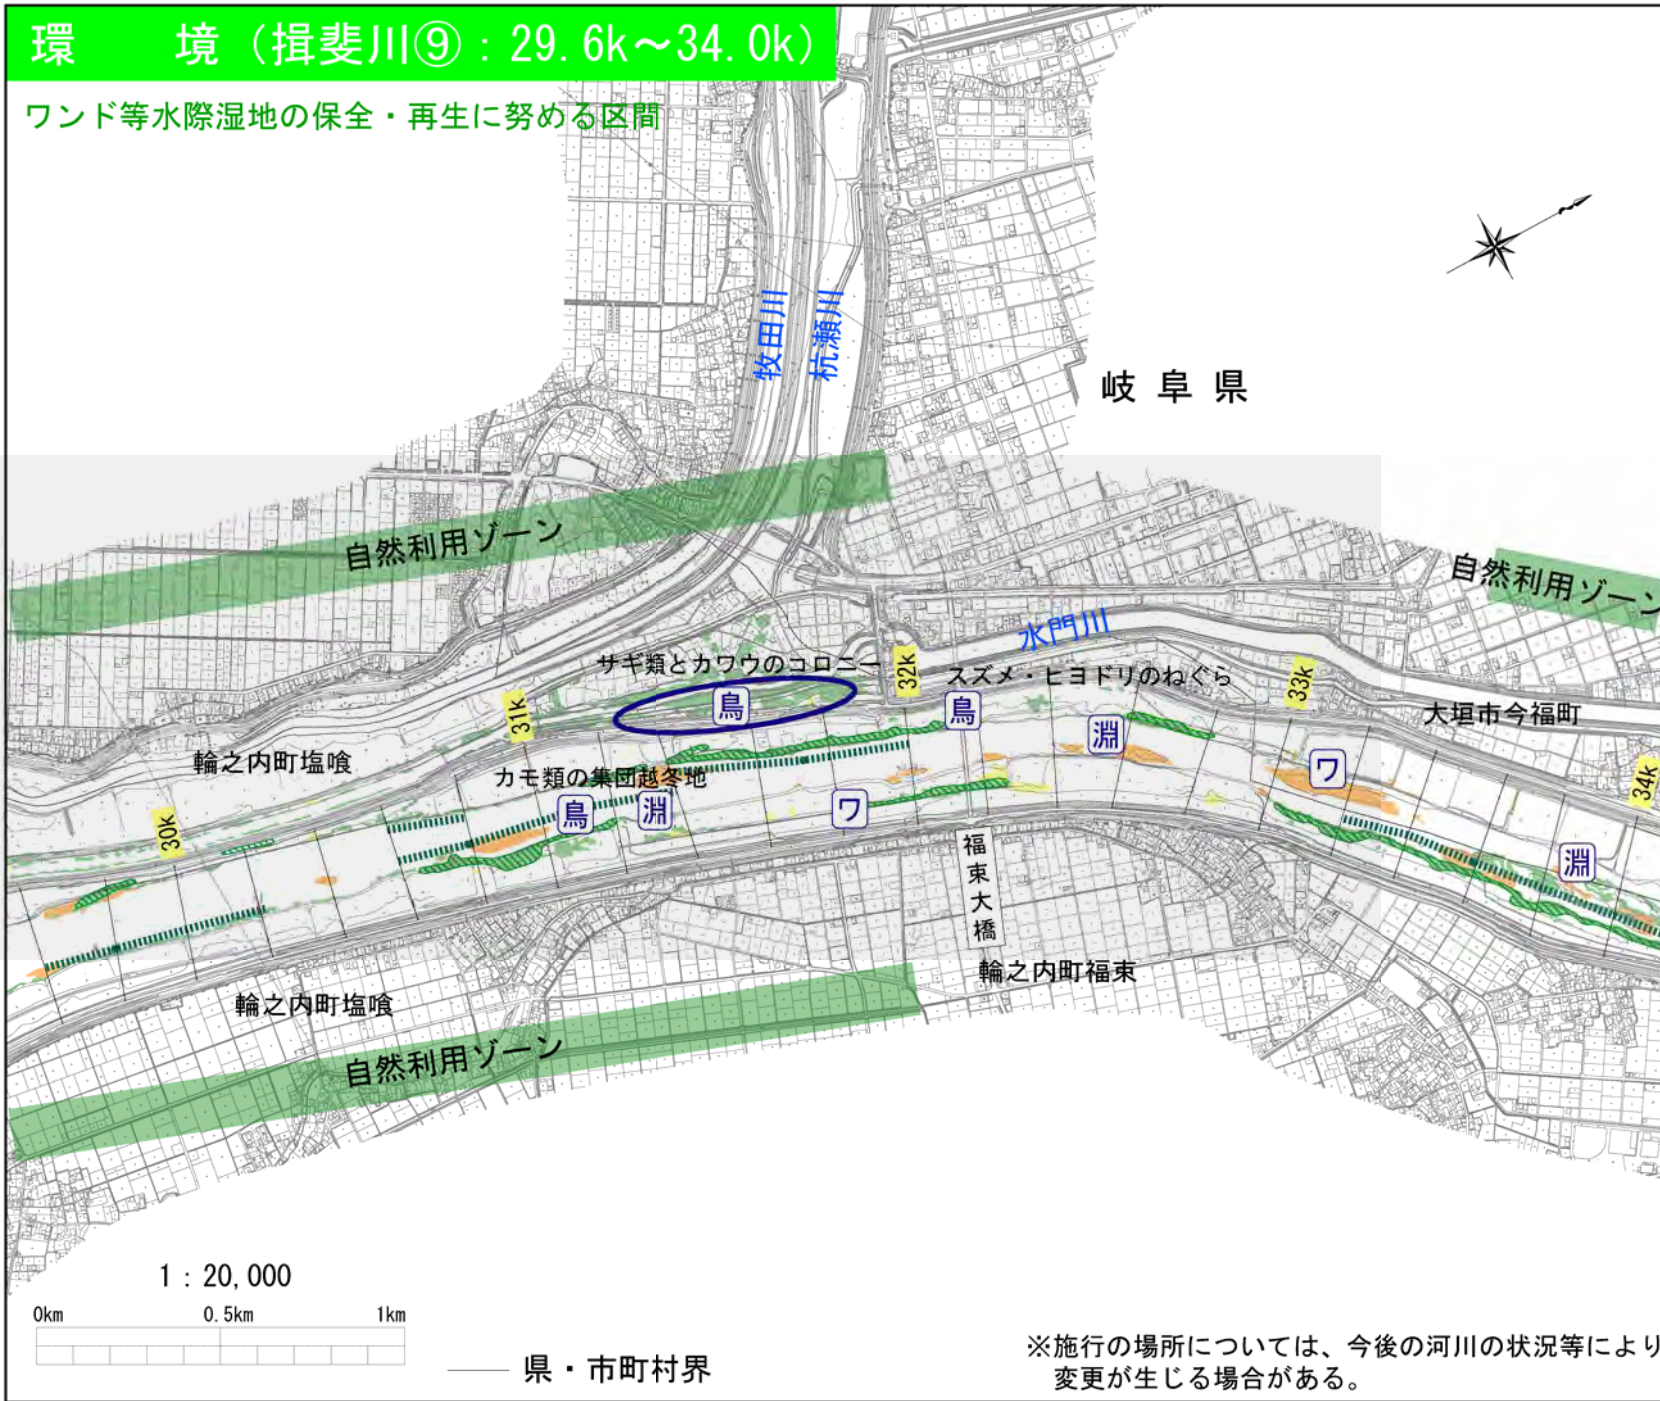 環　　境（揖斐川⑨：29.6k～34.0k）
ワンド等水際湿地の保全・再生に努める区間
牧田川
杭瀬川
岐阜県
自然利用ゾーン
自然利用ゾーン
水門川
サギ類とカワウのコロニー
32k
スズメ・ヒヨドリのねぐら
33k
鳥
鳥
31k
大垣市今福町
淵
輪之内町塩喰
カモ類の集団越冬地
ワ
34k
鳥
淵
ワ
30k
福束大橋
淵
輪之内町福束
輪之内町塩喰
自然利用ゾーン
1：20,000
0km
0.5km
1km
県・市町村界
※施行の場所については、今後の河川の状況等により
変更が生じる場合がある。